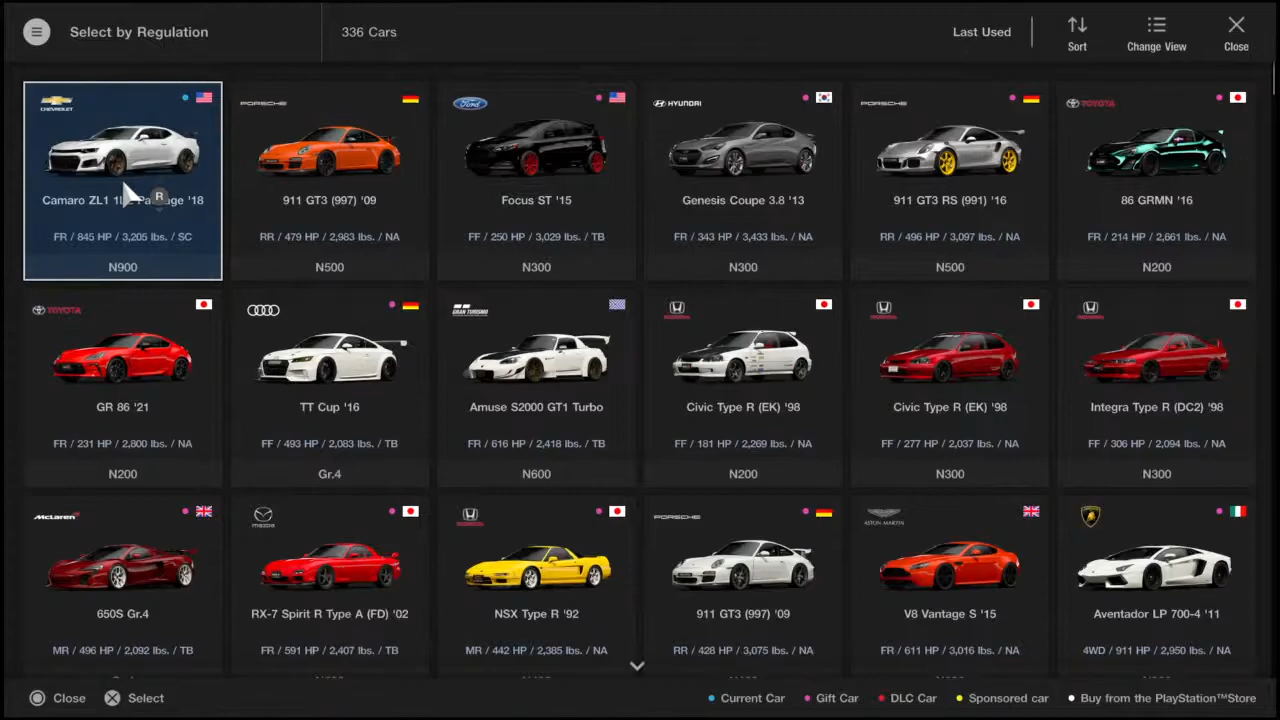 Select by Regulation
336 Cars
Last Used
Sort
Change View
Close
CHEVROLET
PORSCHE
Ford
HYUNDAI
PORSCHE
TOYOTA
R
Camaro ZL1 1LE Package '18
911 GT3 (997) '09
Focus ST '15
Genesis Coupe 3.8 '13
911 GT3 RS (991) '16
86 GRMN '16
FR / 845 HP / 3,205 lbs. / SC
RR / 479 HP / 2,983 lbs. / NA
FF / 250 HP / 3,029 lbs. / TB
FR / 343 HP / 3,433 lbs. / NA
RR / 496 HP / 3,097 lbs. / NA
FR / 214 HP / 2,661 lbs. / NA
N900
N500
N300
N300
N500
N200
TOYOTA
GRAN TURISMO
HONDA
HONDA
HONDA
GR 86 '21
TT Cup '16
Amuse S2000 GT1 Turbo
Civic Type R (EK) '98
Civic Type R (EK) '98
Integra Type R (DC2) '98
FR / 231 HP / 2,800 lbs. / NA
FF / 493 HP / 2,083 lbs. / TB
FR / 616 HP / 2,418 lbs. / TB
FF / 181 HP / 2,269 lbs. / NA
FF / 277 HP / 2,037 lbs. / NA
FF / 306 HP / 2,094 lbs. / NA
N200
Gr.4
N600
N200
N300
N300
McLaren
mazda
HONDA
PORSCHE
ASTON MARTIN
650S Gr.4
RX-7 Spirit R Type A (FD) '02
NSX Type R '92
911 GT3 (997) '09
V8 Vantage S '15
Aventador LP 700-4 '11
MR / 496 HP / 2,092 lbs. / TB
FR / 591 HP / 2,407 lbs. / TB
MR / 442 HP / 2,385 lbs. / NA
RR / 428 HP / 3,075 lbs. / NA
FR / 611 HP / 3,016 lbs. / NA
4WD / 911 HP / 2,950 lbs. / NA
Close
Select
Current Car
Gift Car
DLC Car
Sponsored car
Buy from the PlayStation™Store